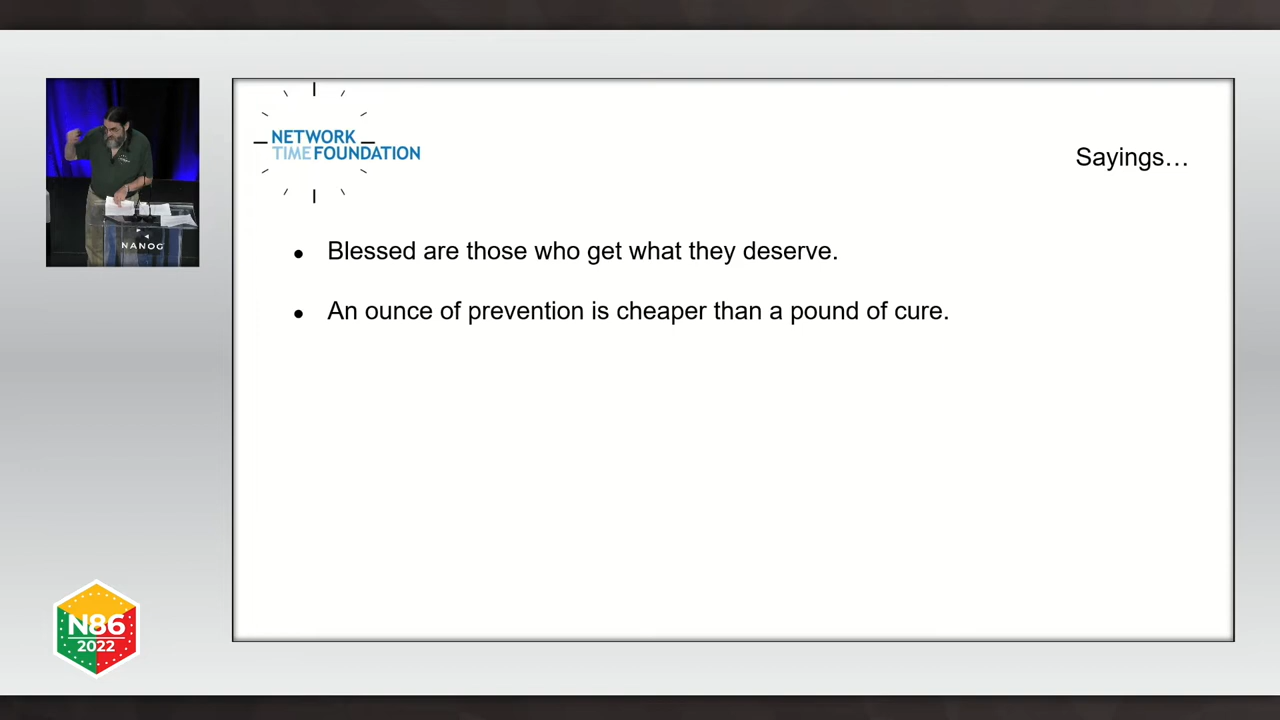 NETWORK
TIME FOUNDATION
Sayings…
Blessed are those who get what they deserve.
An ounce of prevention is cheaper than a pound of cure.
NANOG
N86
2022